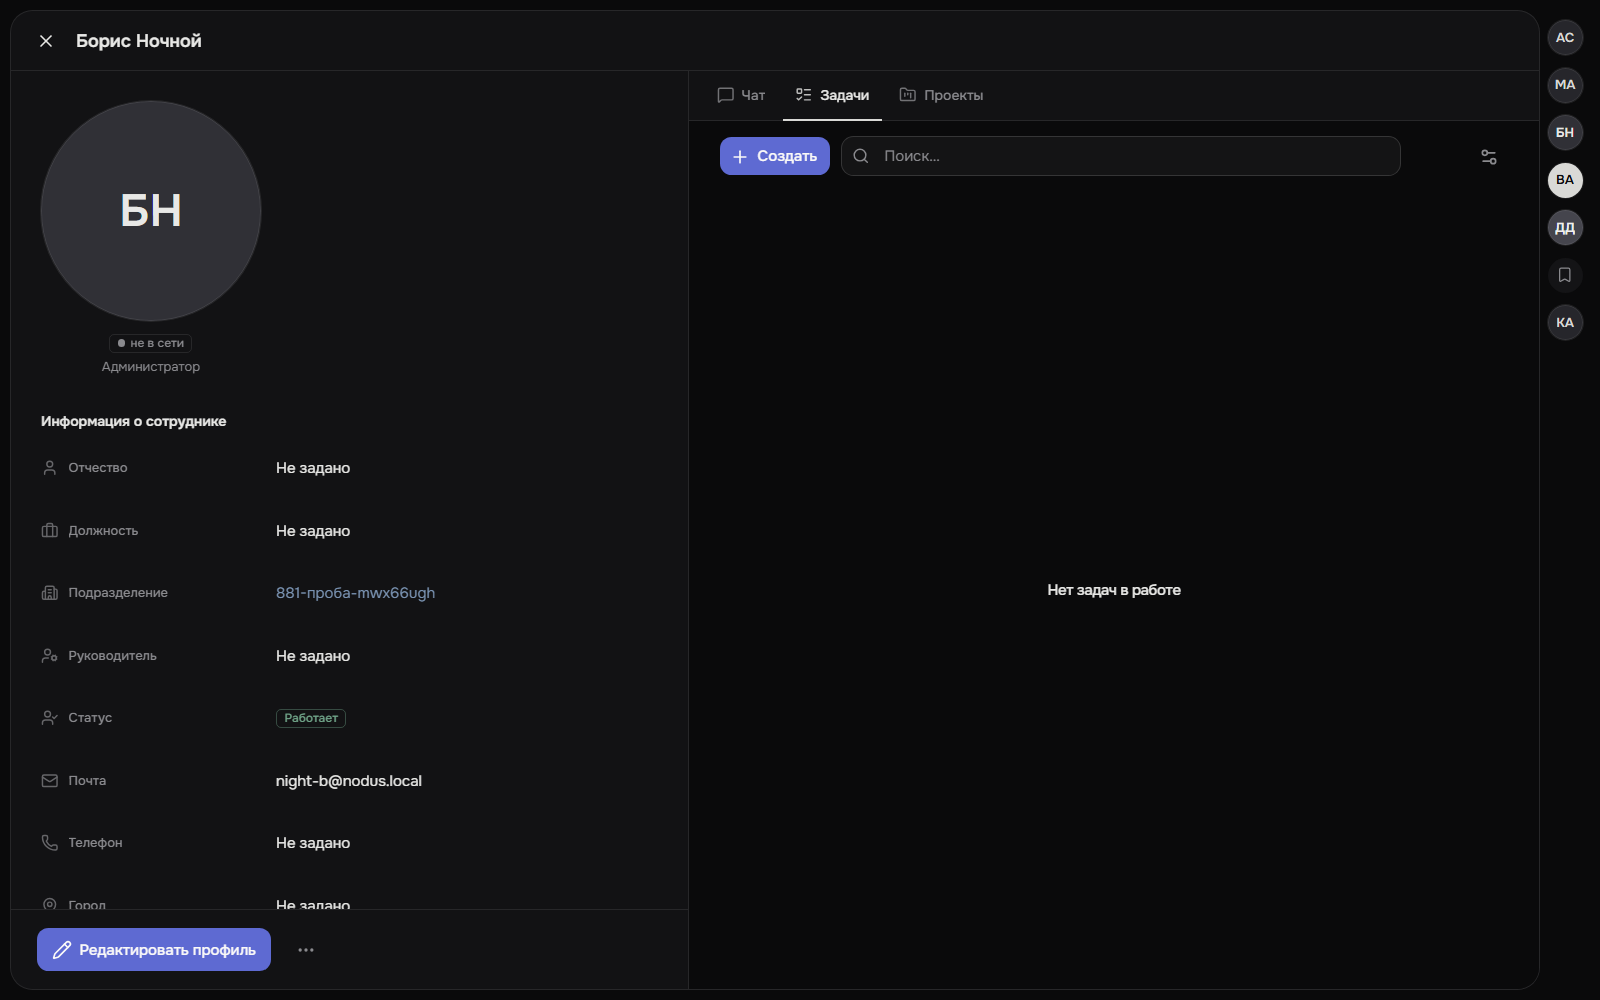 Борис Ночной
БН
не в сети
Администратор
Информация о сотруднике
Отчество Не задано
Должность Не задано
Подразделение 881-проба-mwx66ugh
Руководитель Не задано
Статус Работает
Почта night-b@nodus.local
Телефон Не задано
Город Не задано
Редактировать профиль
Чат Задачи Проекты
Создать Поиск...
Нет задач в работе
АС
МА
БН
ВА
ДД
КА